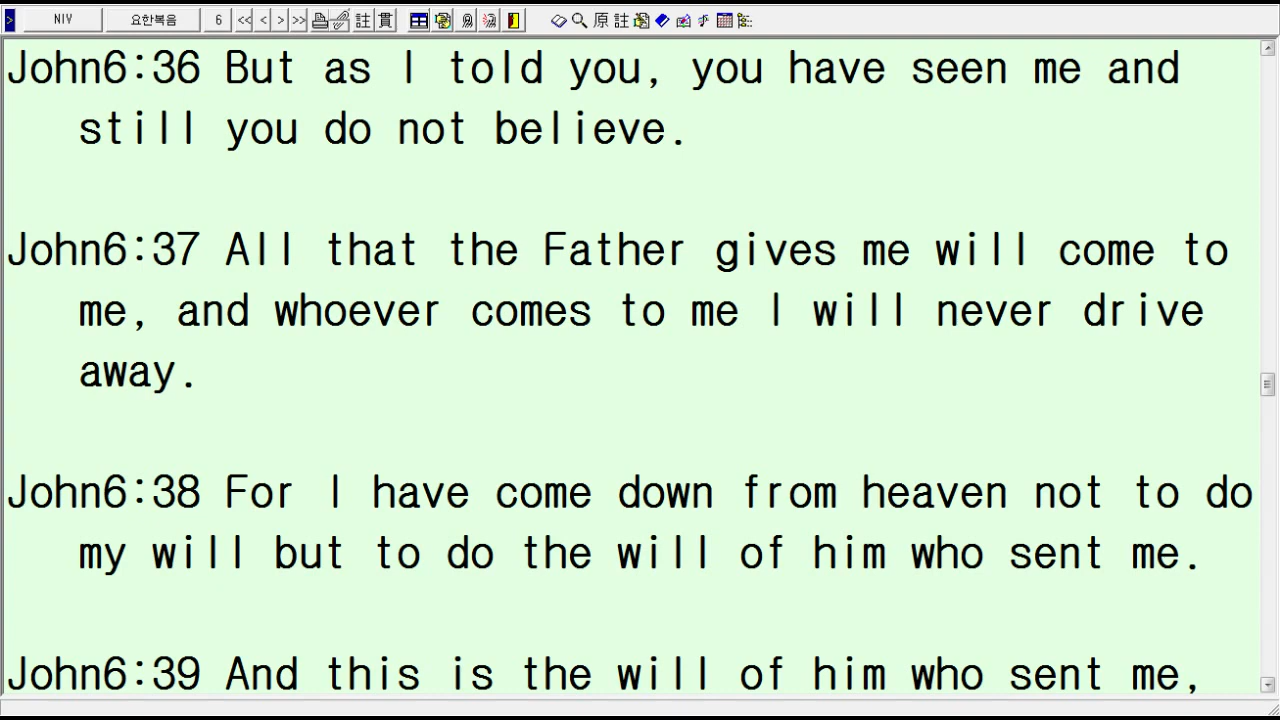 > NIV 요한복음 6 << < > >> 註 貫 原 註
John6:36 But as I told you, you have seen me and
still you do not believe.
John6:37 All that the Father gives me will come to
me, and whoever comes to me I will never drive
away.
John6:38 For I have come down from heaven not to do
my will but to do the will of him who sent me.
John6:39 And this is the will of him who sent me,